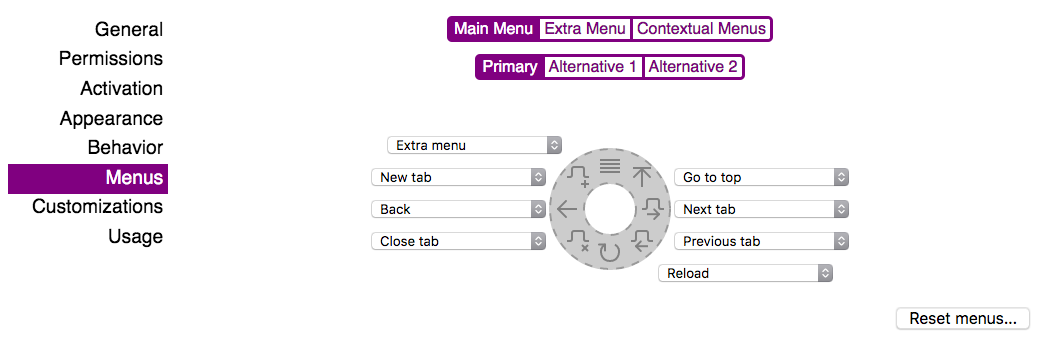 General
Permissions
Activation
Appearance
Behavior
Menus
Customizations
Usage
Main Menu Extra Menu Contextual Menus
Primary Alternative 1 Alternative 2
Extra menu
New tab
Back
Close tab
Go to top
Next tab
Previous tab
Reload
Reset menus...